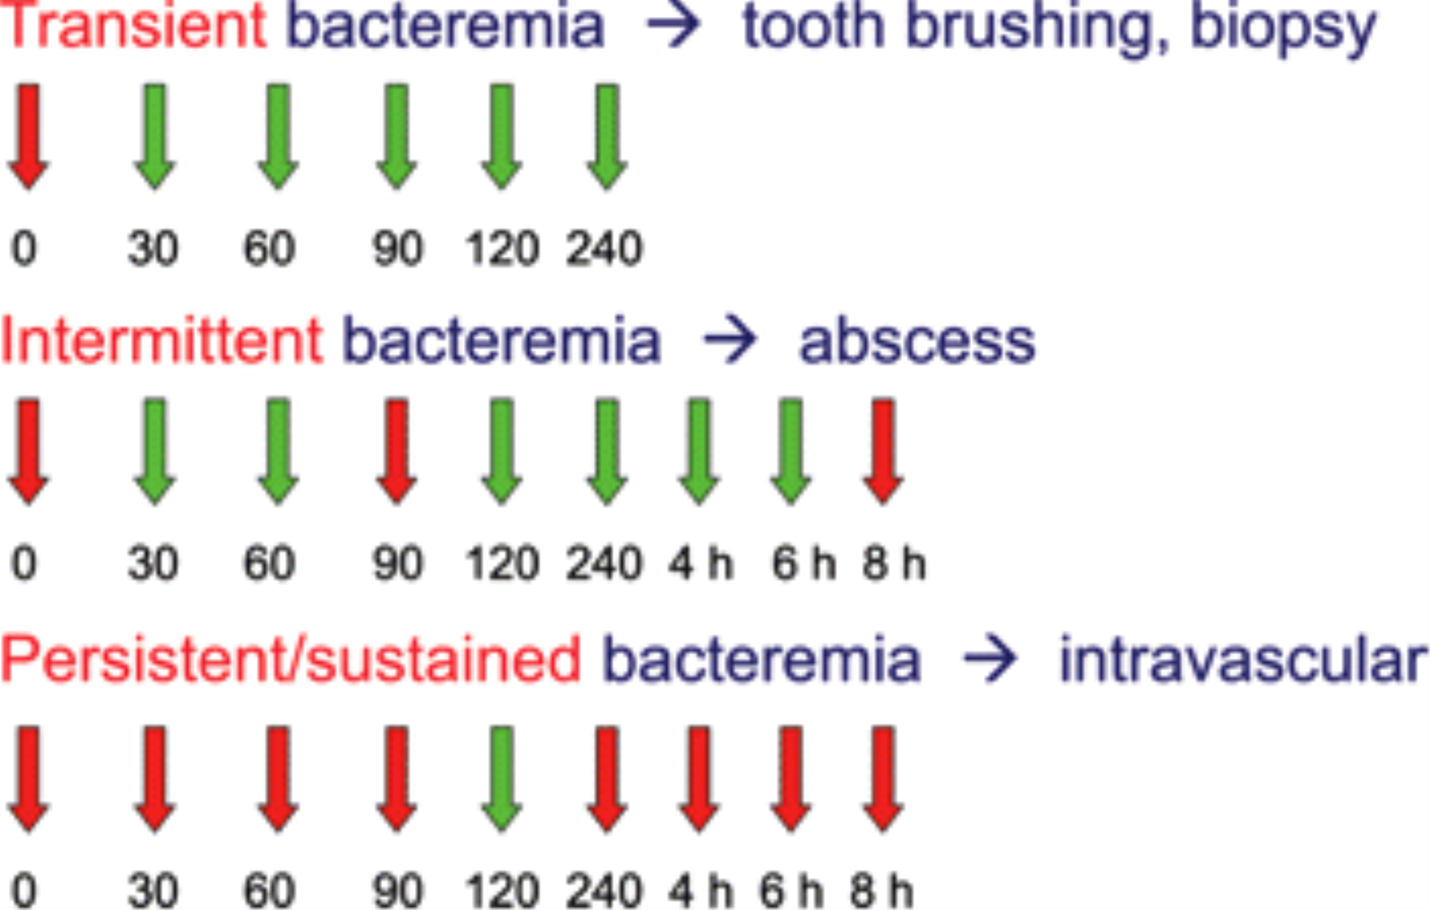 Transient bacteremia → tooth brushing, biopsy
0 30 60 90 120 240
Intermittent bacteremia → abscess
0 30 60 90 120 240 4 h 6 h 8 h
Persistent/sustained bacteremia → intravascular
0 30 60 90 120 240 4 h 6 h 8 h